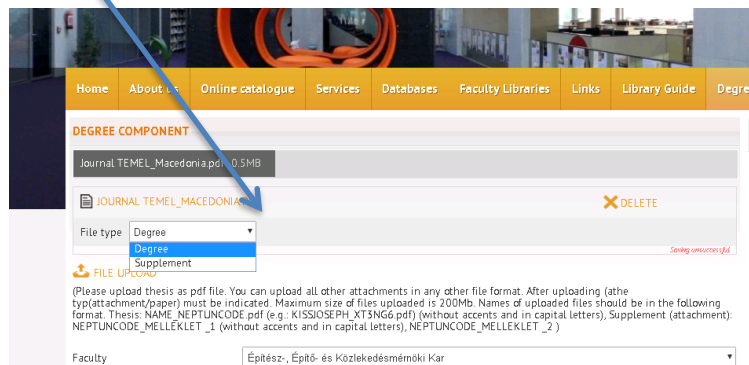 Home About us Online catalogue Services Databases Faculty Libraries Links Library Guide Degre
DEGREE COMPONENT
Journal TEMEL_Macedonia.pdf 0.5MB
JOURNAL TEMEL_MACEDONIA DELETE
File type Degree
Degree
Saving unsuccessful
Supplement
FILE UPLOAD
(Please upload thesis as pdf file. You can upload all other attachments in any other file format. After uploading (athe
typ(attachment/paper) must be indicated. Maximum size of files uploaded is 200Mb. Names of uploaded files should be in the following
format. Thesis: NAME_NEPTUNCODE.pdf (e.g.: KISSJOSEPH_XT3NG6.pdf) (without accents and in capital letters), Supplement (attachment):
NEPTUNCODE_MELLEKLET _1 (without accents and in capital letters), NEPTUNCODE_MELLEKLET _2 )
Faculty Építész-, Építő- és Közlekedésmérnöki Kar